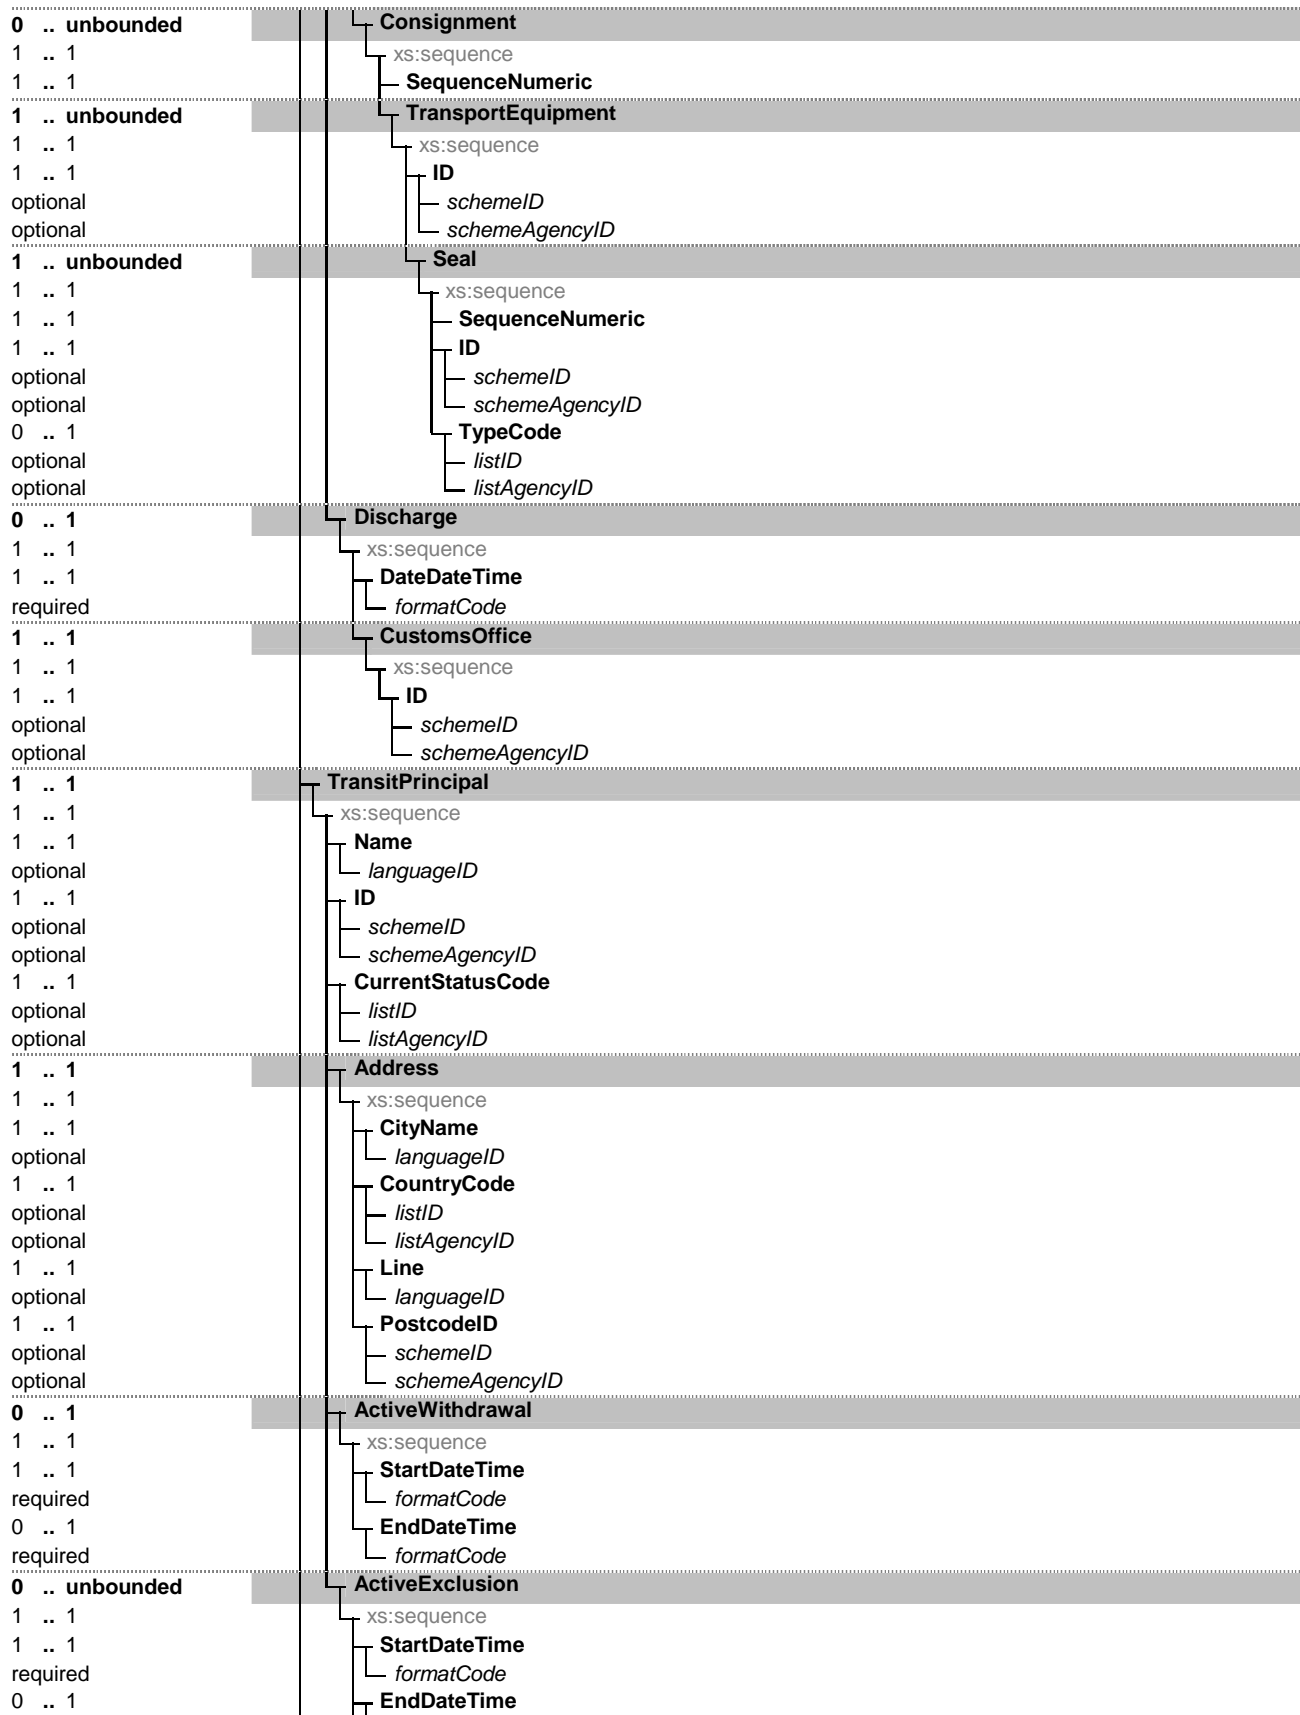 0 .. unbounded Consignment
1 .. 1 xs:sequence
1 .. 1 SequenceNumeric
1 .. unbounded TransportEquipment
1 .. 1 xs:sequence
1 .. 1 ID
optional schemeID
optional schemeAgencyID
1 .. unbounded Seal
1 .. 1 xs:sequence
1 .. 1 SequenceNumeric
1 .. 1 ID
optional schemeID
optional schemeAgencyID
0 .. 1 TypeCode
optional listID
optional listAgencyID
0 .. 1 Discharge
1 .. 1 xs:sequence
1 .. 1 DateDateTime
required formatCode
1 .. 1 CustomsOffice
1 .. 1 xs:sequence
1 .. 1 ID
optional schemeID
optional schemeAgencyID
1 .. 1 TransitPrincipal
1 .. 1 xs:sequence
1 .. 1 Name
optional languageID
1 .. 1 ID
optional schemeID
optional schemeAgencyID
1 .. 1 CurrentStatusCode
optional listID
optional listAgencyID
1 .. 1 Address
1 .. 1 xs:sequence
1 .. 1 CityName
optional languageID
1 .. 1 CountryCode
optional listID
optional listAgencyID
1 .. 1 Line
optional languageID
1 .. 1 PostcodeID
optional schemeID
optional schemeAgencyID
0 .. 1 ActiveWithdrawal
1 .. 1 xs:sequence
1 .. 1 StartDateTime
required formatCode
0 .. 1 EndDateTime
required formatCode
0 .. unbounded ActiveExclusion
1 .. 1 xs:sequence
1 .. 1 StartDateTime
required formatCode
0 .. 1 EndDateTime